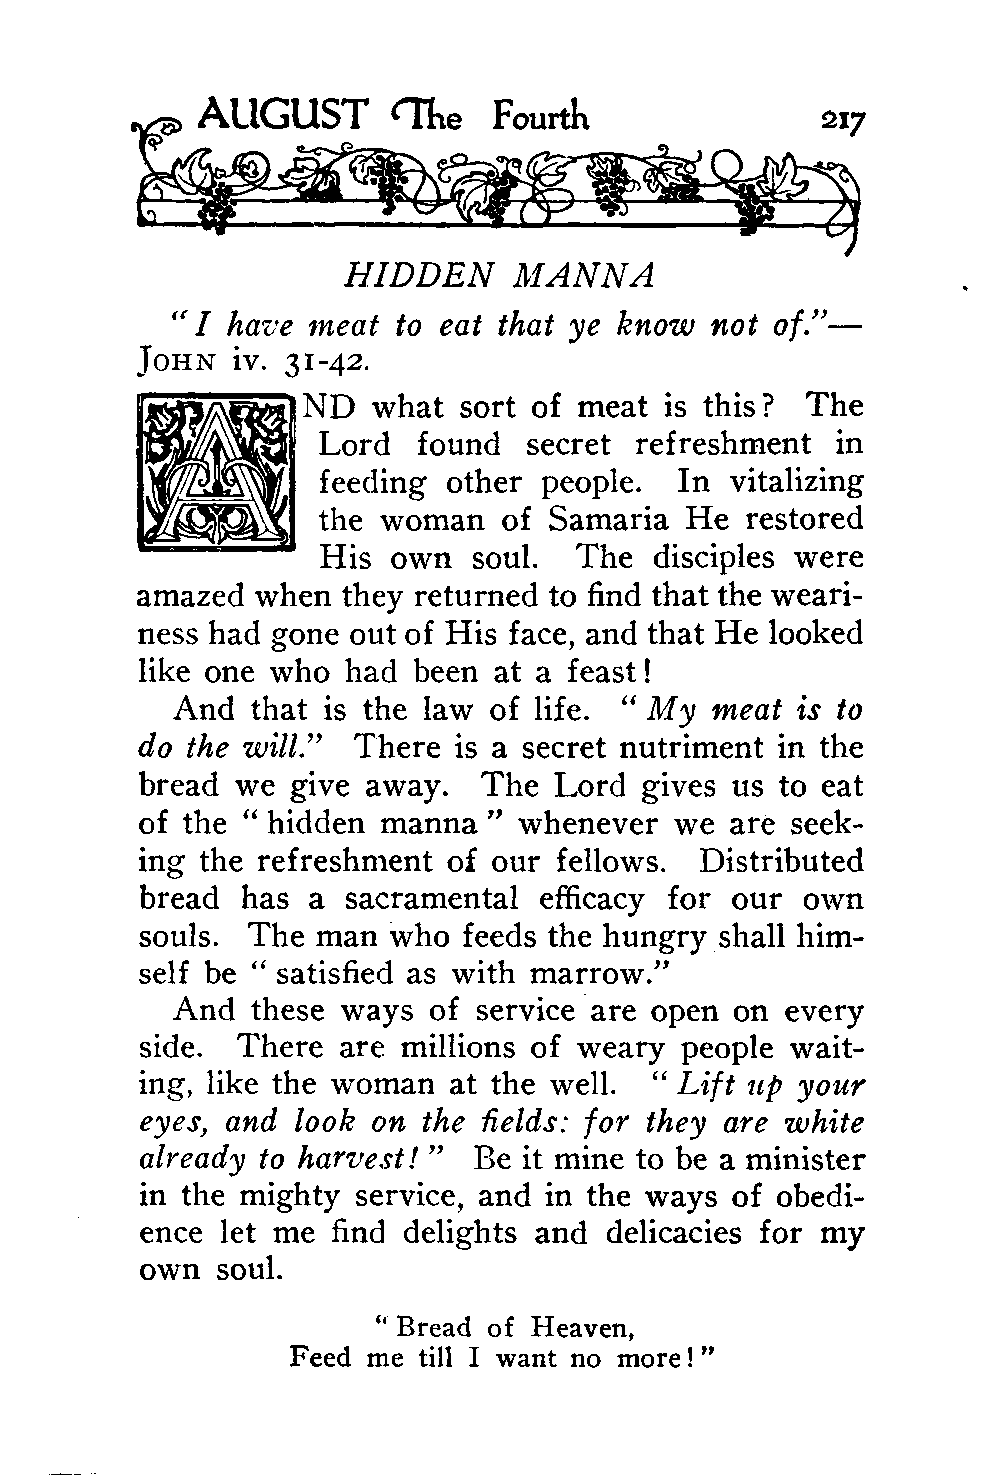 AUGUST The Fourth 217
HIDDEN MANNA
"I have meat to eat that ye know not of."—
JOHN iv. 31-42.
AND what sort of meat is this? The
Lord found secret refreshment in
feeding other people. In vitalizing
the woman of Samaria He restored
His own soul. The disciples were
amazed when they returned to find that the weari-
ness had gone out of His face, and that He looked
like one who had been at a feast!
And that is the law of life. "My meat is to
do the will." There is a secret nutriment in the
bread we give away. The Lord gives us to eat
of the "hidden manna" whenever we are seek-
ing the refreshment of our fellows. Distributed
bread has a sacramental efficacy for our own
souls. The man who feeds the hungry shall him-
self be "satisfied as with marrow."
And these ways of service are open on every
side. There are millions of weary people wait-
ing, like the woman at the well. "Lift up your
eyes, and look on the fields: for they are white
already to harvest!" Be it mine to be a minister
in the mighty service, and in the ways of obedi-
ence let me find delights and delicacies for my
own soul.
"Bread of Heaven,
Feed me till I want no more!"